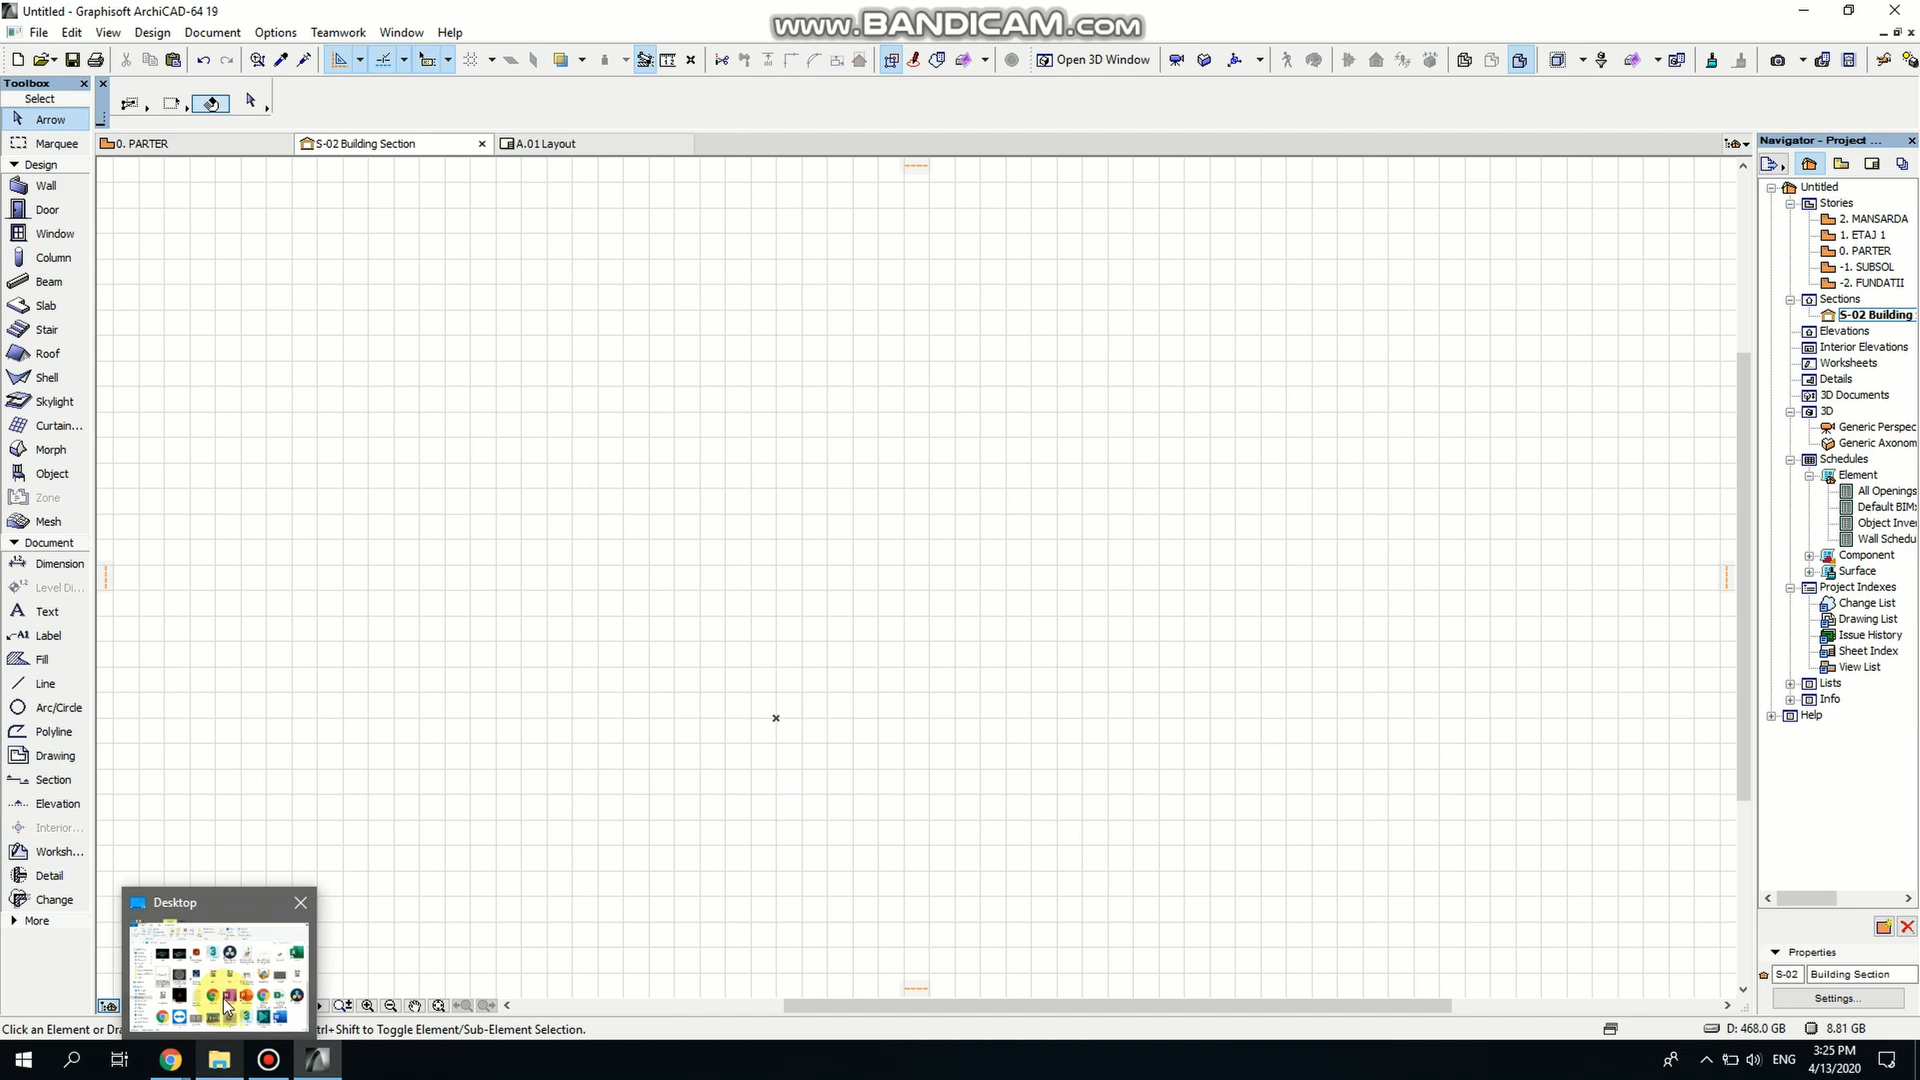 Untitled - Graphisoft ArchiCAD-64 19
www.BANDICAM.com
File Edit View Design Document Options Teamwork Window Help
Open 3D Window
Toolbox
Select
Arrow
Marquee
Design
Wall
Door
Window
Column
Beam
Slab
Stair
Roof
Shell
Skylight
Curtain...
Morph
Object
Zone
Mesh
Document
Dimension
Level Di...
Text
Label
Fill
Line
Arc/Circle
Polyline
Drawing
Section
Elevation
Interior...
Worksh...
Detail
Change
More
0. PARTER
S-02 Building Section
A.01 Layout
Navigator - Project ...
Untitled
Stories
2. MANSARDA
1. ETAJ 1
0. PARTER
-1. SUBSOL
-2. FUNDATII
Sections
S-02 Building
Elevations
Interior Elevations
Worksheets
Details
3D Documents
3D
Generic Perspec
Generic Axonom
Schedules
Element
All Openings
Default BIM
Object Inve
Wall Schedu
Component
Surface
Project Indexes
Change List
Drawing List
Issue History
Sheet Index
View List
Lists
Info
Help
Properties
S-02 Building Section
Settings...
Desktop
Click an Element or Dra
trl+Shift to Toggle Element/Sub-Element Selection.
D: 468.0 GB
8.81 GB
ENG
3:25 PM
4/13/2020